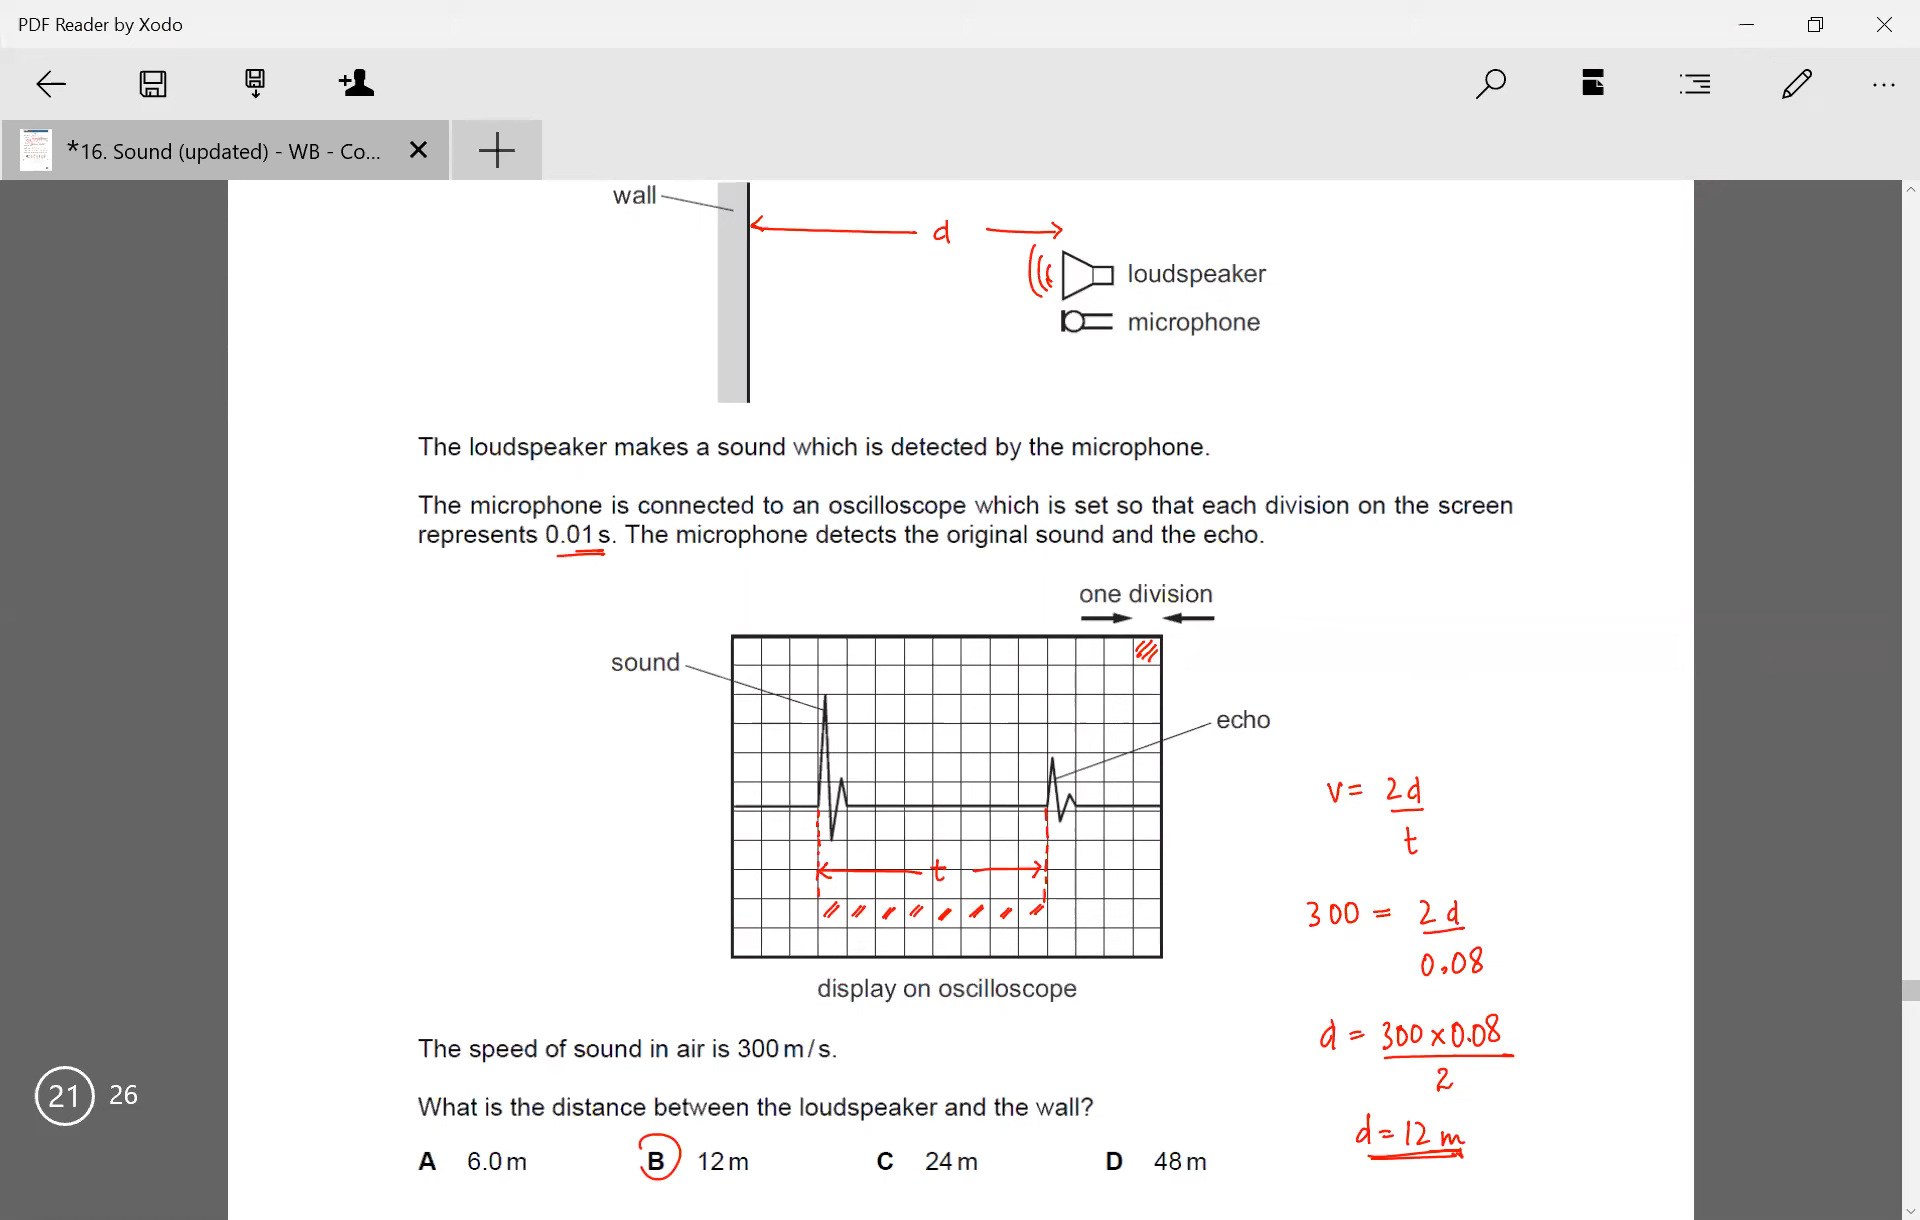 PDF Reader by Xodo
*16. Sound (updated) - WB - Co...
wall
d
loudspeaker
microphone
The loudspeaker makes a sound which is detected by the microphone.
The microphone is connected to an oscilloscope which is set so that each division on the screen
represents 0.01 s. The microphone detects the original sound and the echo.
one division
sound
echo
t
v = 2d
t
300 = 2d
0.08
display on oscilloscope
d = 300 x 0.08
2
The speed of sound in air is 300 m/s.
21 26
What is the distance between the loudspeaker and the wall?
d = 12 m
A 6.0 m B 12 m C 24 m D 48 m